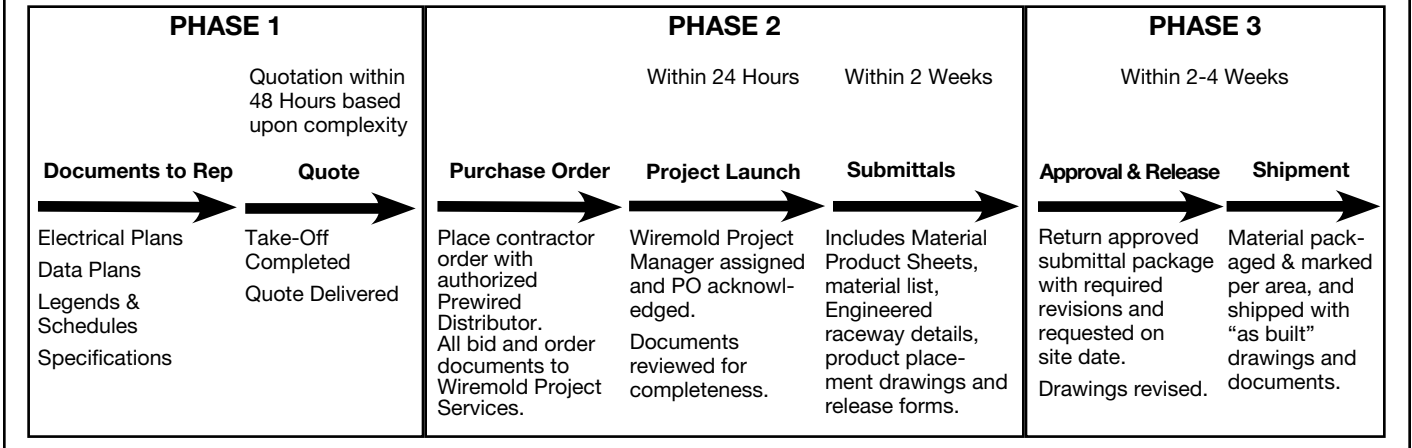 PHASE 1
Quotation within
48 Hours based
upon complexity
Documents to Rep
Electrical Plans
Data Plans
Legends &
Schedules
Specifications
Quote
Take-Off
Completed
Quote Delivered
PHASE 2
Purchase Order
Place contractor
order with
authorized
Prewired
Distributor.
All bid and order
documents to
Wiremold Project
Services.
Within 24 Hours
Project Launch
Wiremold Project
Manager assigned
and PO acknowl-
edged.
Documents
reviewed for
completeness.
Within 2 Weeks
Submittals
Includes Material
Product Sheets,
material list,
Engineered
raceway details,
product place-
ment drawings and
release forms.
PHASE 3
Within 2-4 Weeks
Approval & Release
Return approved
submittal package
with required
revisions and
requested on
site date.
Drawings revised.
Shipment
Material pack-
aged & marked
per area, and
shipped with
“as built”
drawings and
documents.